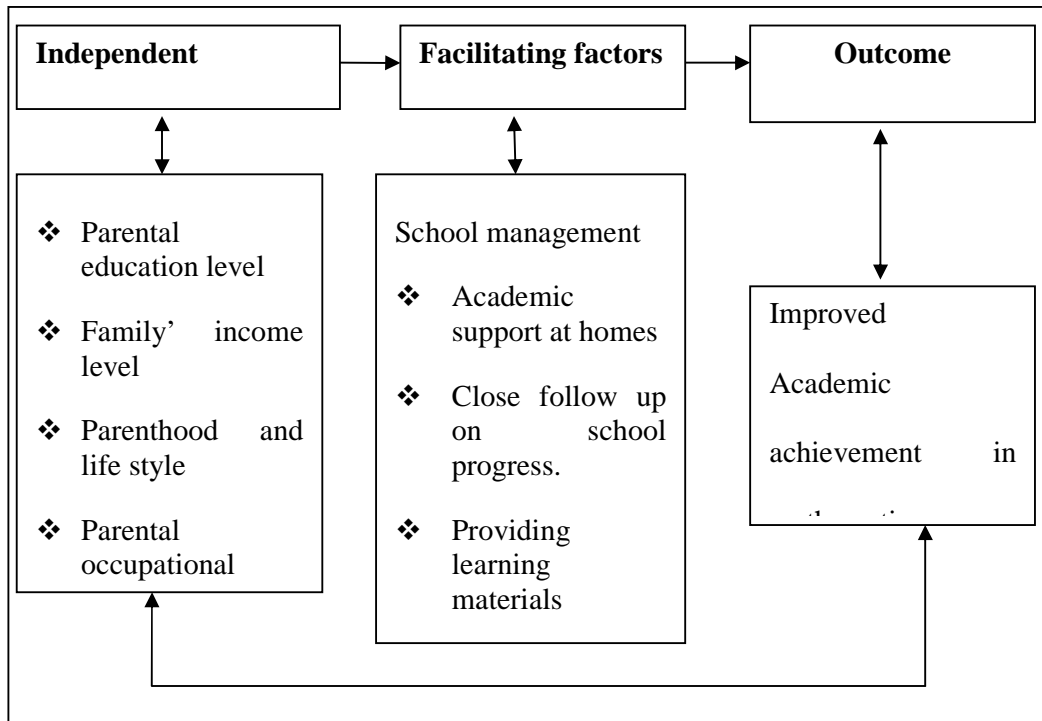 Independent
Facilitating factors
Outcome
❖ Parental
education level
❖ Family’ income
level
❖ Parenthood and
life style
❖ Parental
occupational
School management
❖ Academic
support at homes
❖ Close follow up
on school
progress.
❖ Providing
learning
materials
Improved
Academic
achievement in